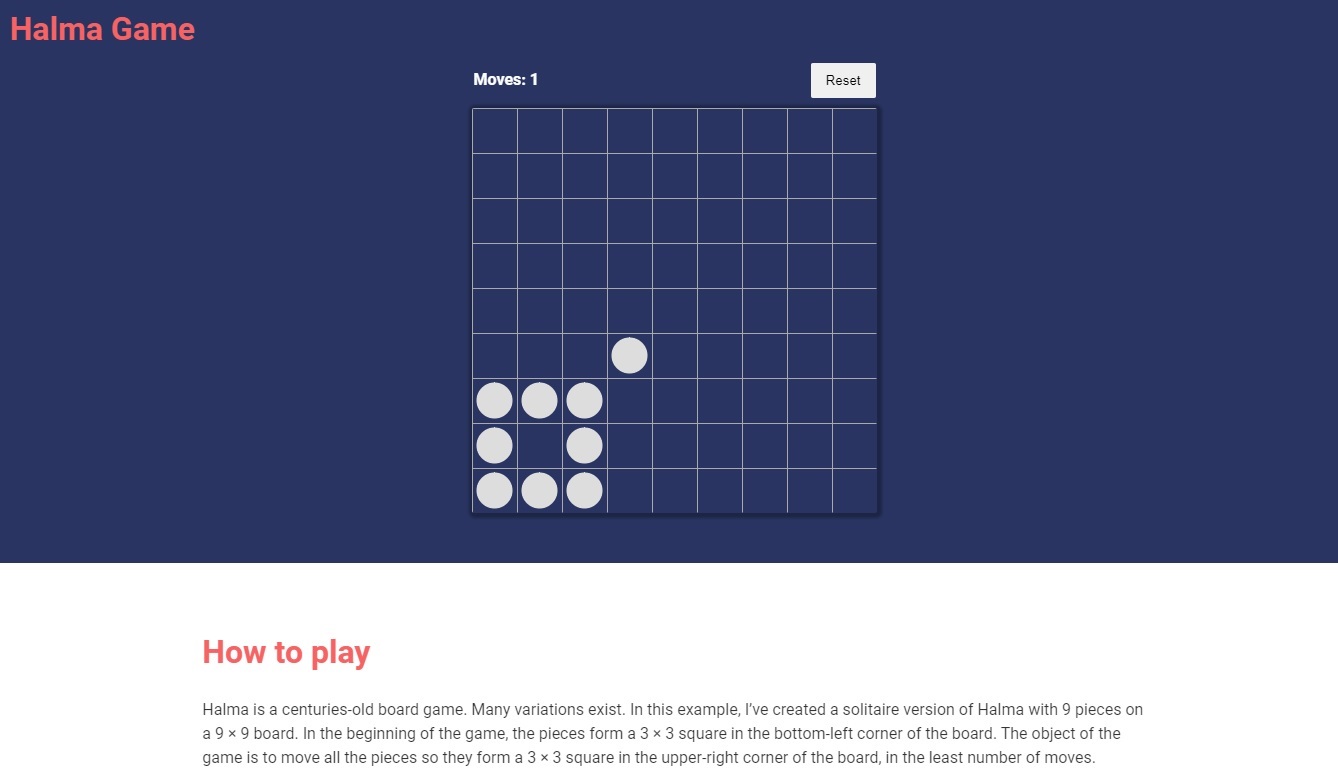 Halma Game
Moves: 1
Reset
How to play
Halma is a centuries-old board game. Many variations exist. In this example, I’ve created a solitaire version of Halma with 9 pieces on
a 9 × 9 board. In the beginning of the game, the pieces form a 3 × 3 square in the bottom-left corner of the board. The object of the
game is to move all the pieces so they form a 3 × 3 square in the upper-right corner of the board, in the least number of moves.